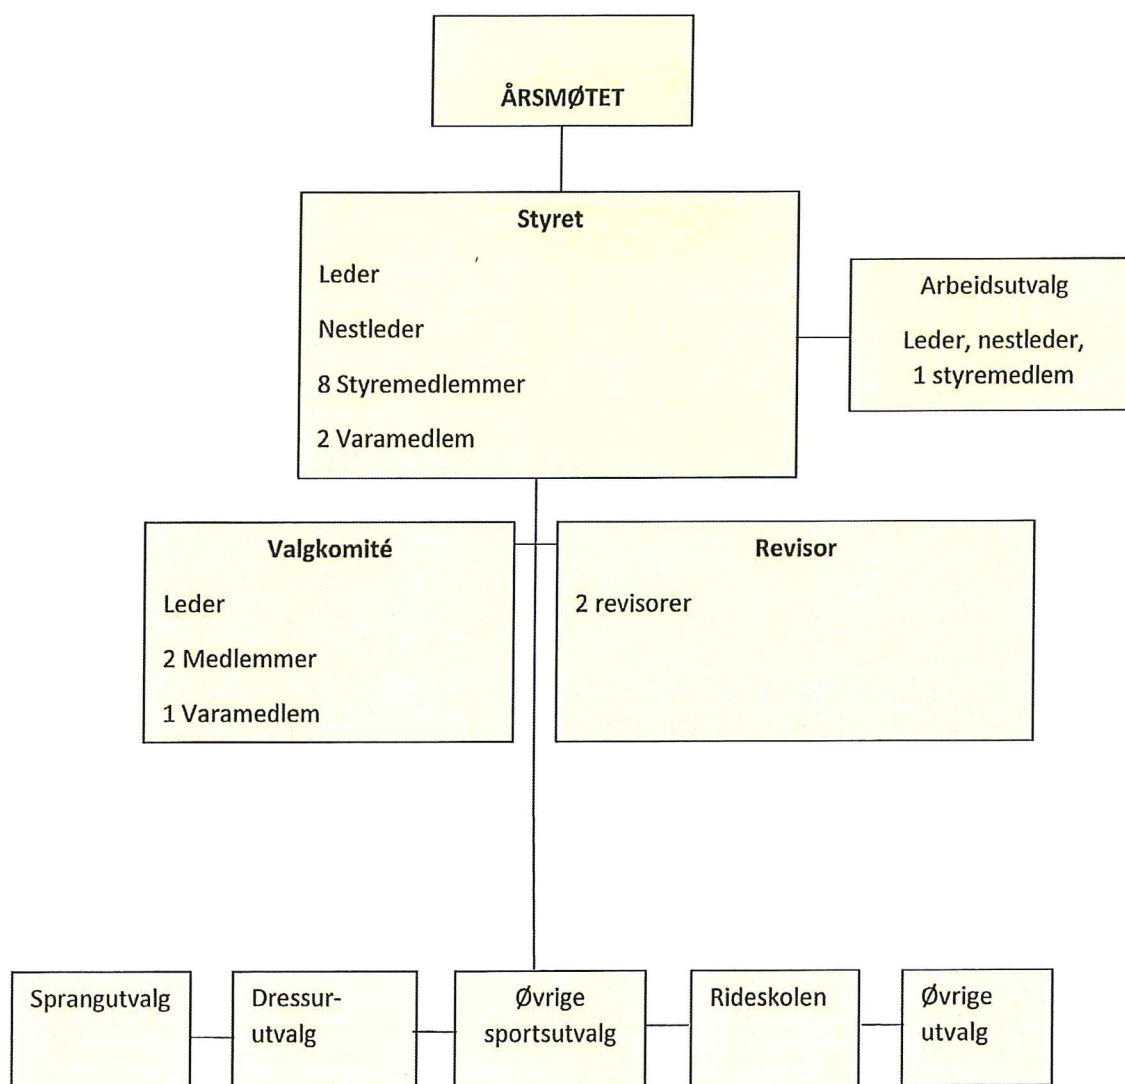 ÅRSMØTET
Styret
Leder
Nestleder
8 Styremedlemmer
2 Varamedlem
Arbeidsutvalg
Leder, nestleder,
1 styremedlem
Valgkomité
Leder
2 Medlemmer
1 Varamedlem
Revisor
2 revisorer
Sprangutvalg
Dressur-
utvalg
Øvrige
sportsutvalg
Rideskolen
Øvrige
utvalg